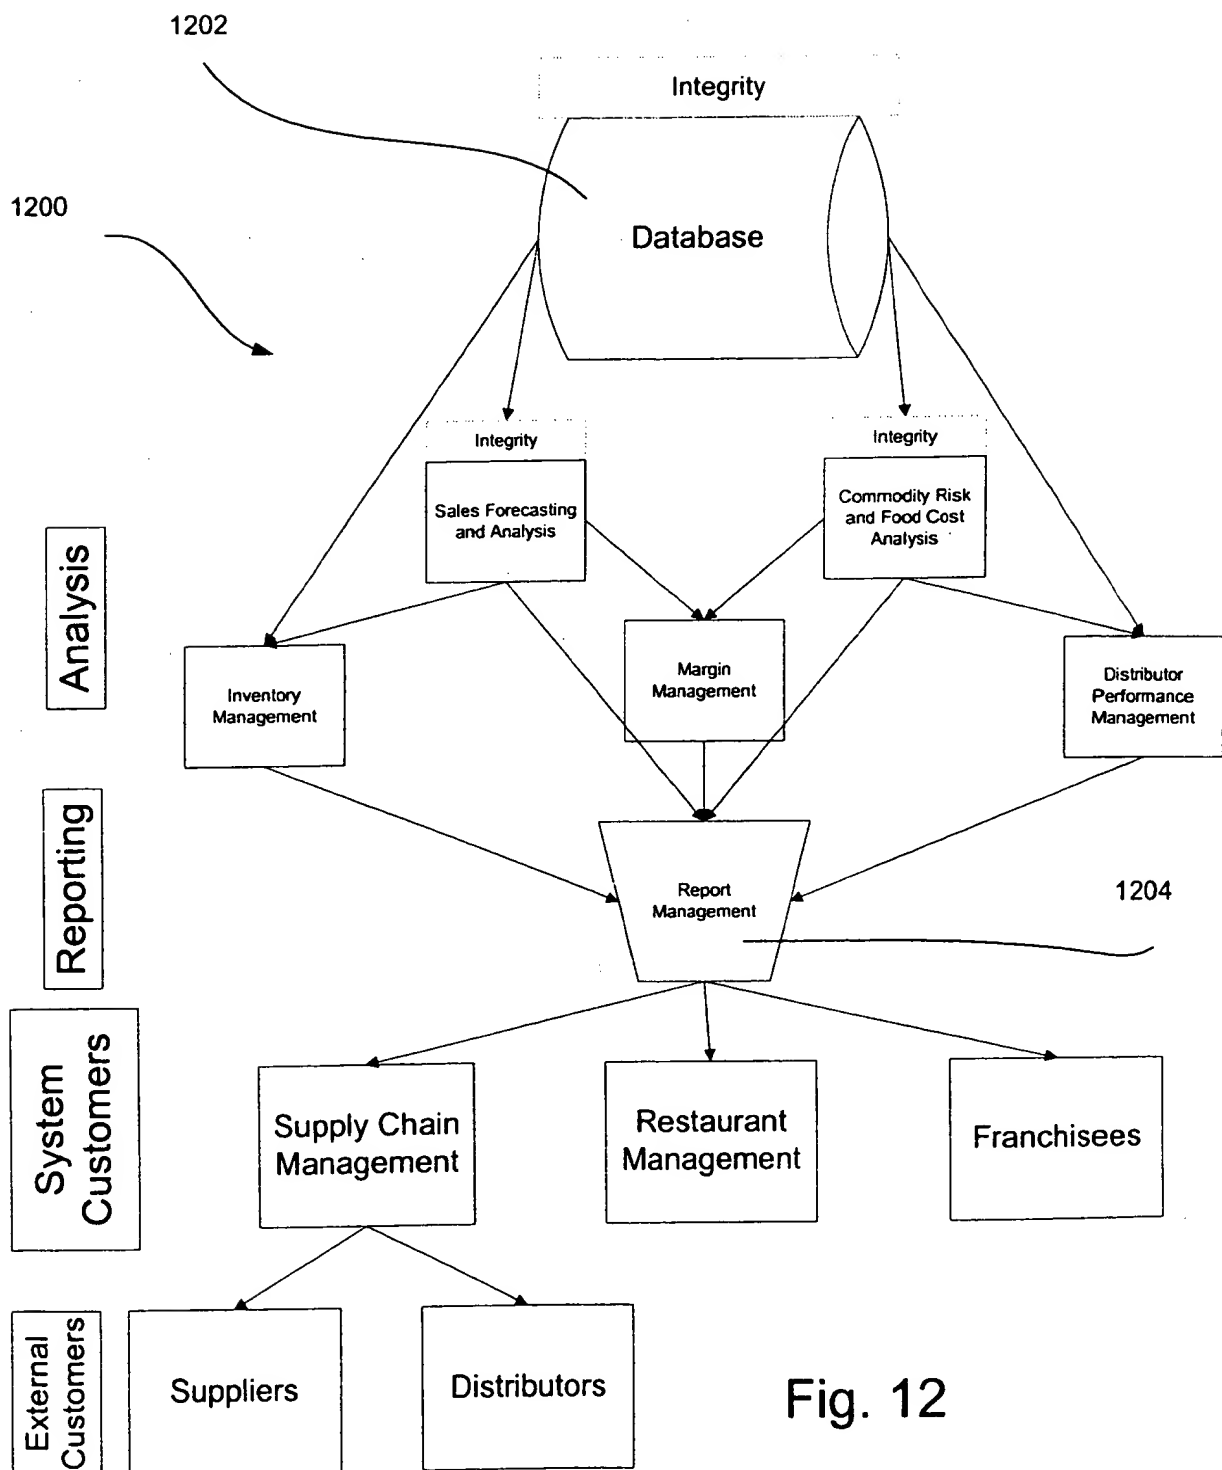 1202
Integrity
1200
Database
Integrity
Integrity
Sales Forecasting
and Analysis
Commodity Risk
and Food Cost
Analysis
Analysis
Inventory
Management
Margin
Management
Distributor
Performance
Management
Reporting
Report
Management
1204
System
Customers
Supply Chain
Management
Restaurant
Management
Franchisees
External
Customers
Suppliers
Distributors
Fig. 12